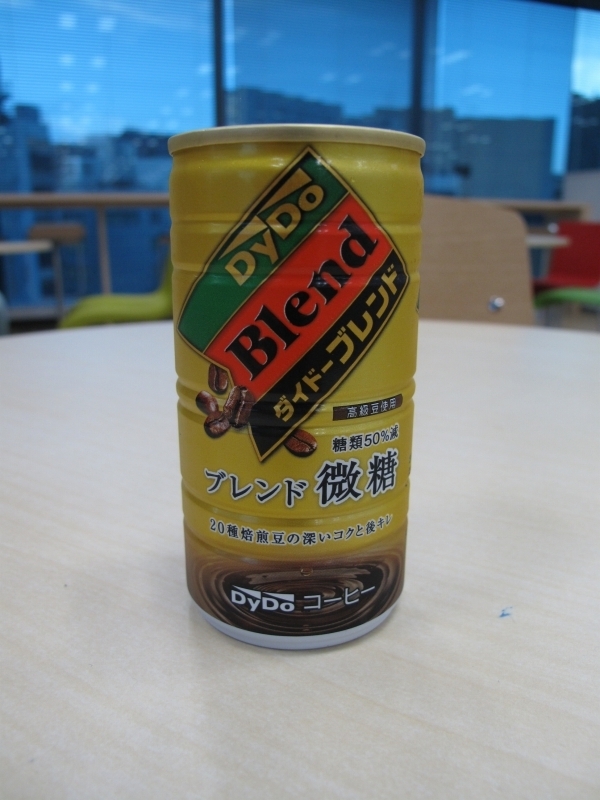 DyDo
Blend
ダイドーブレンド
高級豆使用
糖類50%減
ブレンド 微糖
20種焙煎豆の深いコクと後キレ
DyDo コーヒー